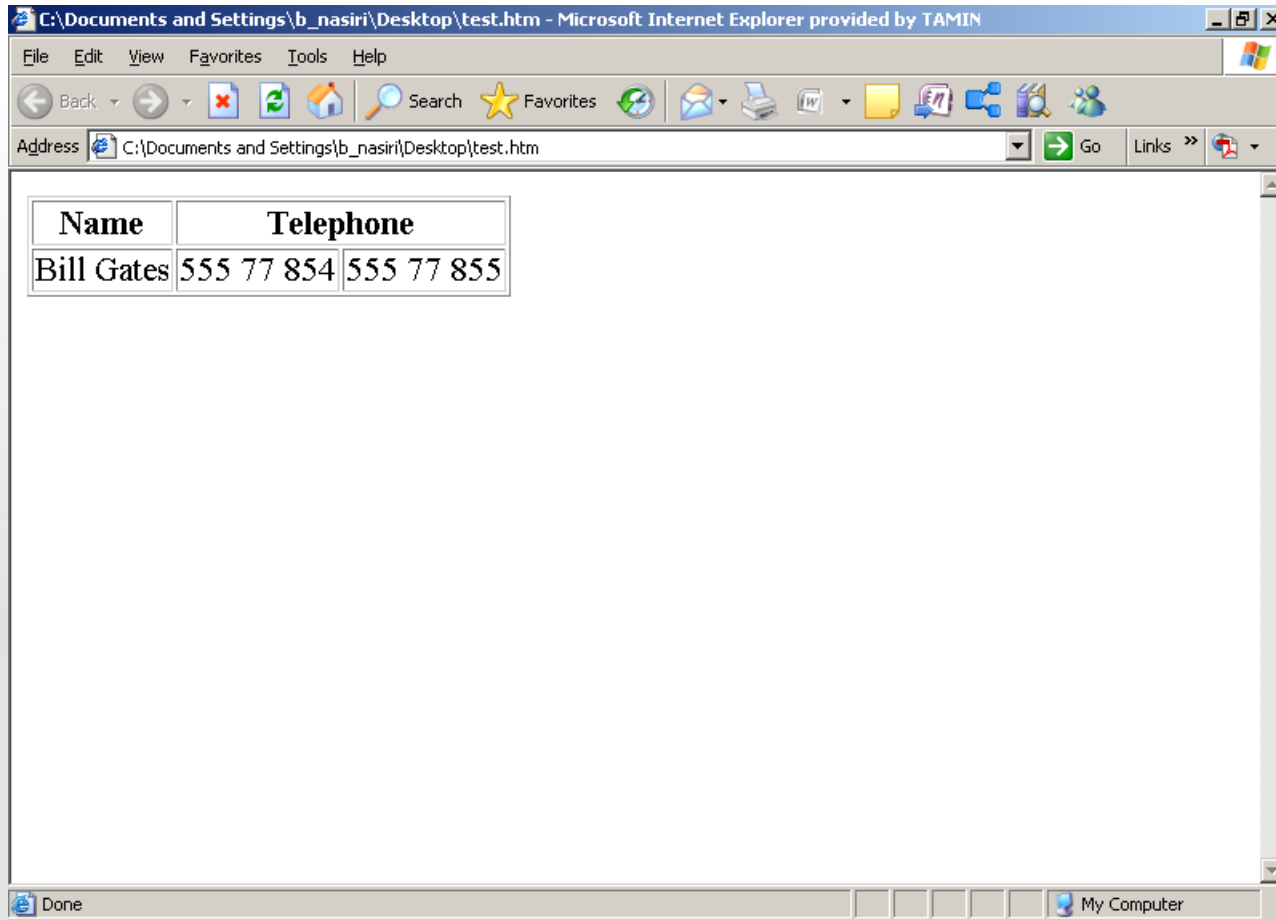 C:\Documents and Settings\b_nasiri\Desktop\test.htm - Microsoft Internet Explorer provided by TAMIN
File Edit View Favorites Tools Help
Back Search Favorites
Address C:\Documents and Settings\b_nasiri\Desktop\test.htm Go Links »
Name Telephone
Bill Gates 555 77 854 555 77 855
Done My Computer